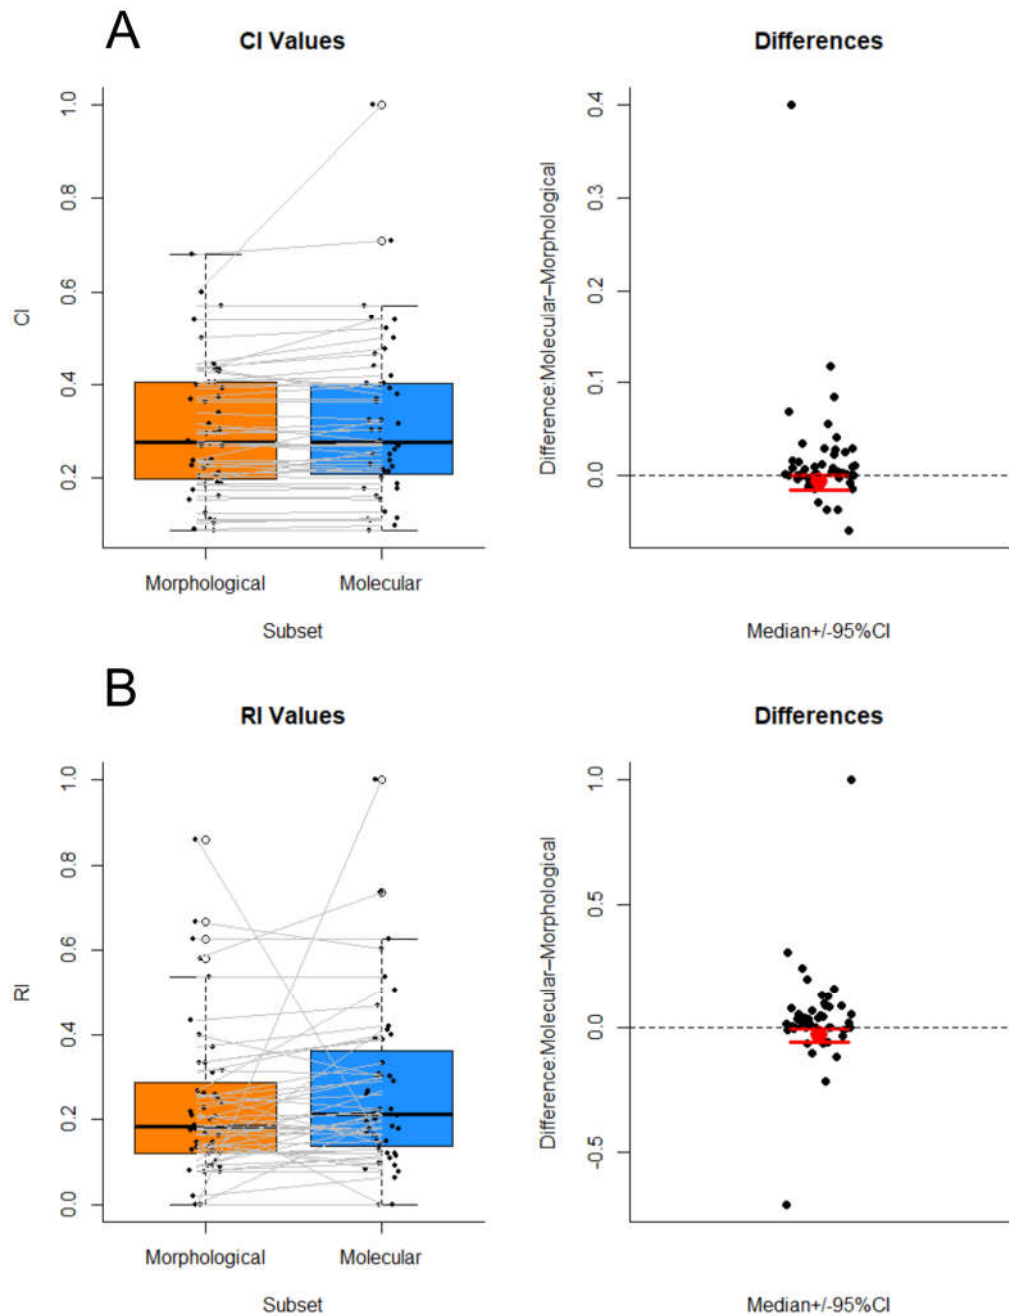 A
CI Values
Differences
CI
1.0
0.8
0.6
0.4
0.2
Morphological
Molecular
Subset
Difference:Molecular–Morphological
0.4
0.3
0.2
0.1
0.0
Median+/-95%CI
B
RI Values
Differences
RI
1.0
0.8
0.6
0.4
0.2
0.0
Morphological
Molecular
Subset
Difference:Molecular–Morphological
1.0
0.5
0.0
-0.5
Median+/-95%CI